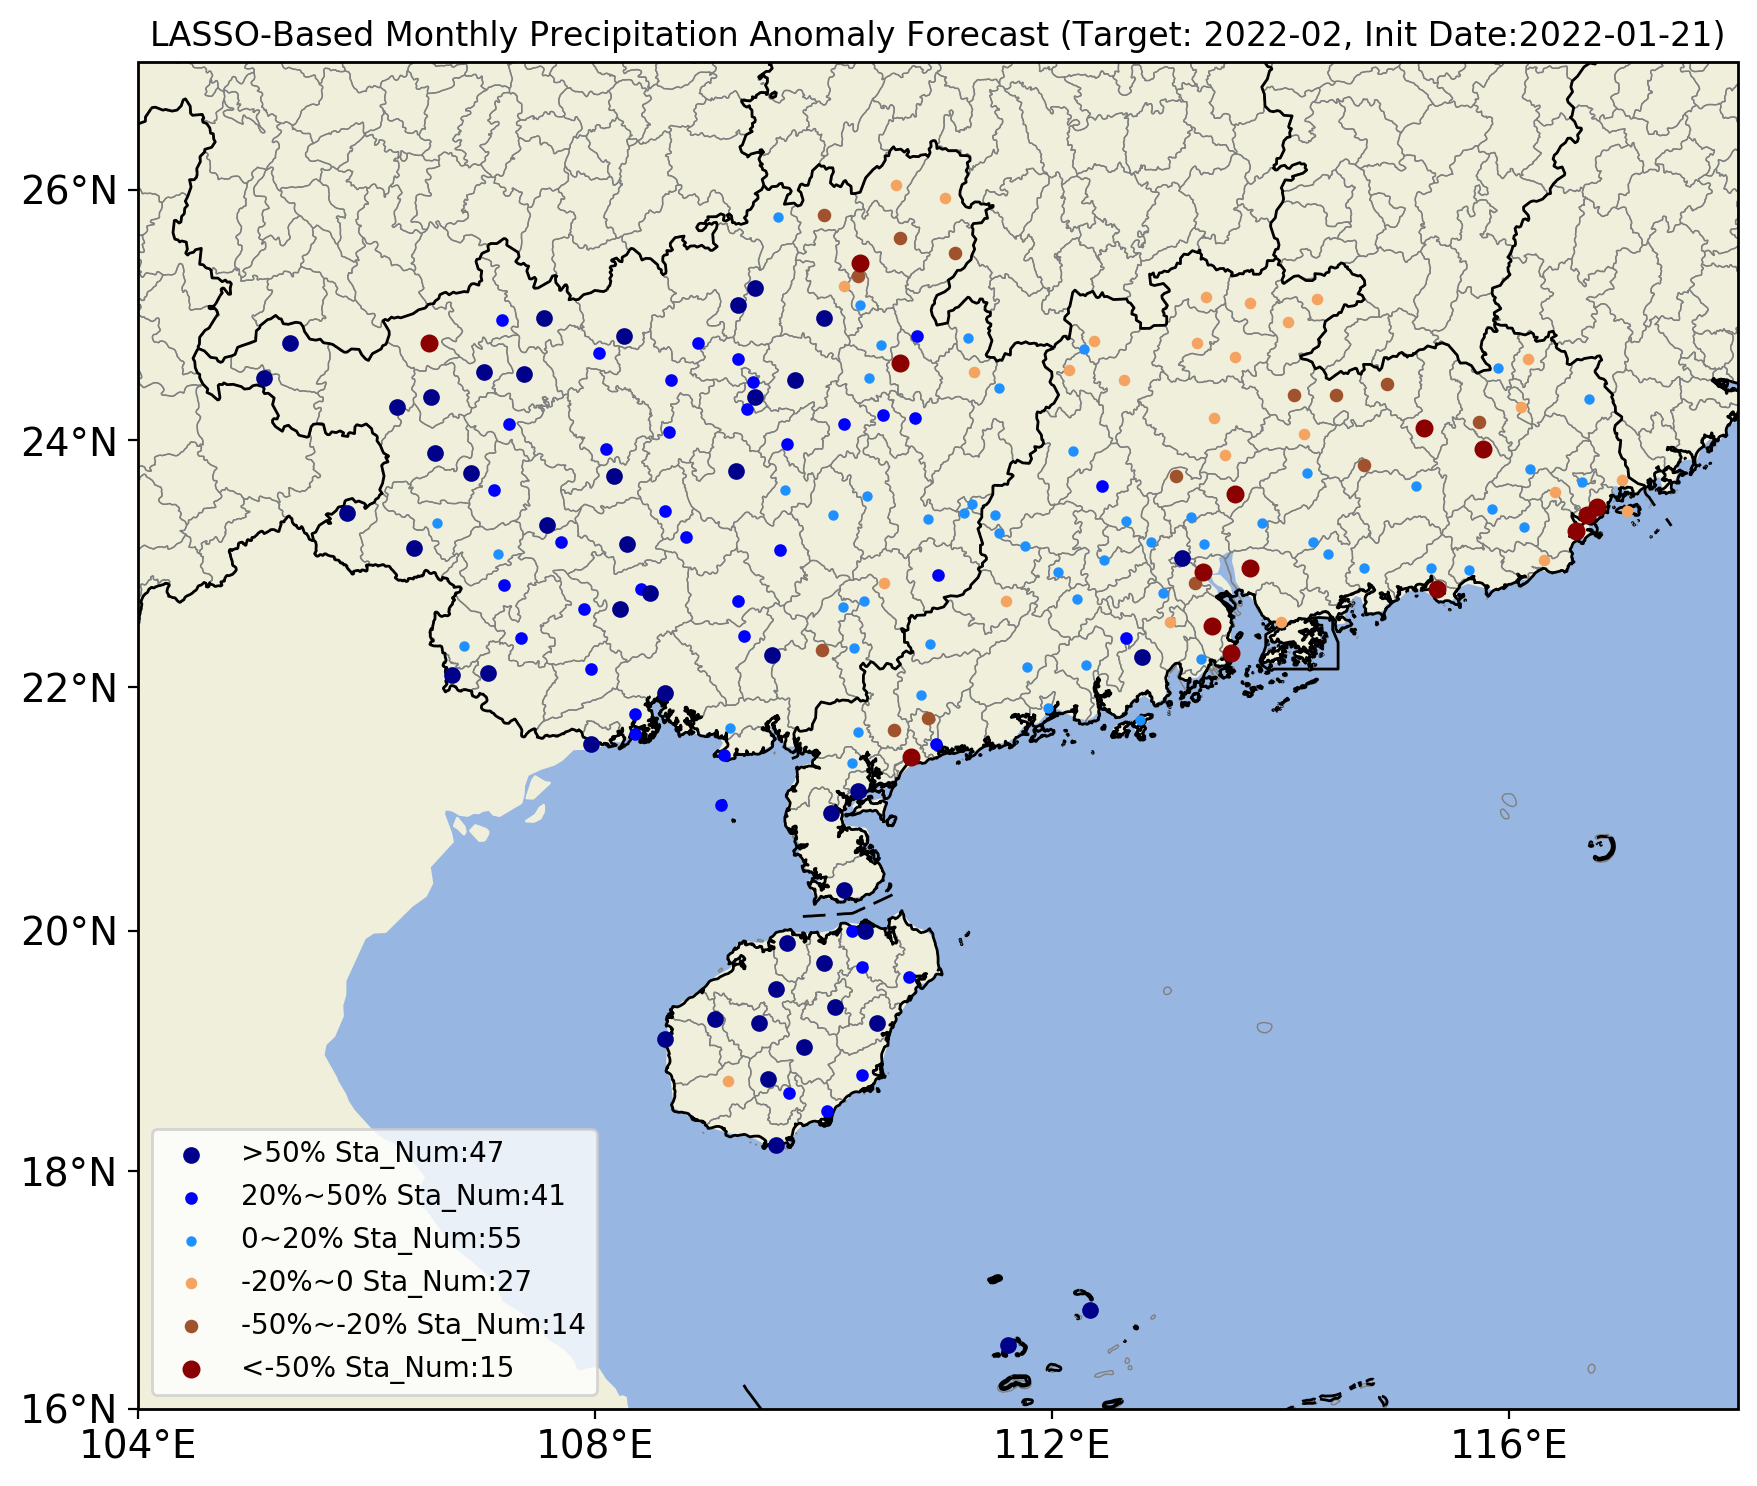 LASSO-Based Monthly Precipitation Anomaly Forecast (Target: 2022-02, Init Date:2022-01-21)
26°N
24°N
22°N
20°N
18°N
16°N
>50% Sta_Num:47
20%~50% Sta_Num:41
0~20% Sta_Num:55
-20%~0 Sta_Num:27
-50%~-20% Sta_Num:14
<-50% Sta_Num:15
104°E
108°E
112°E
116°E